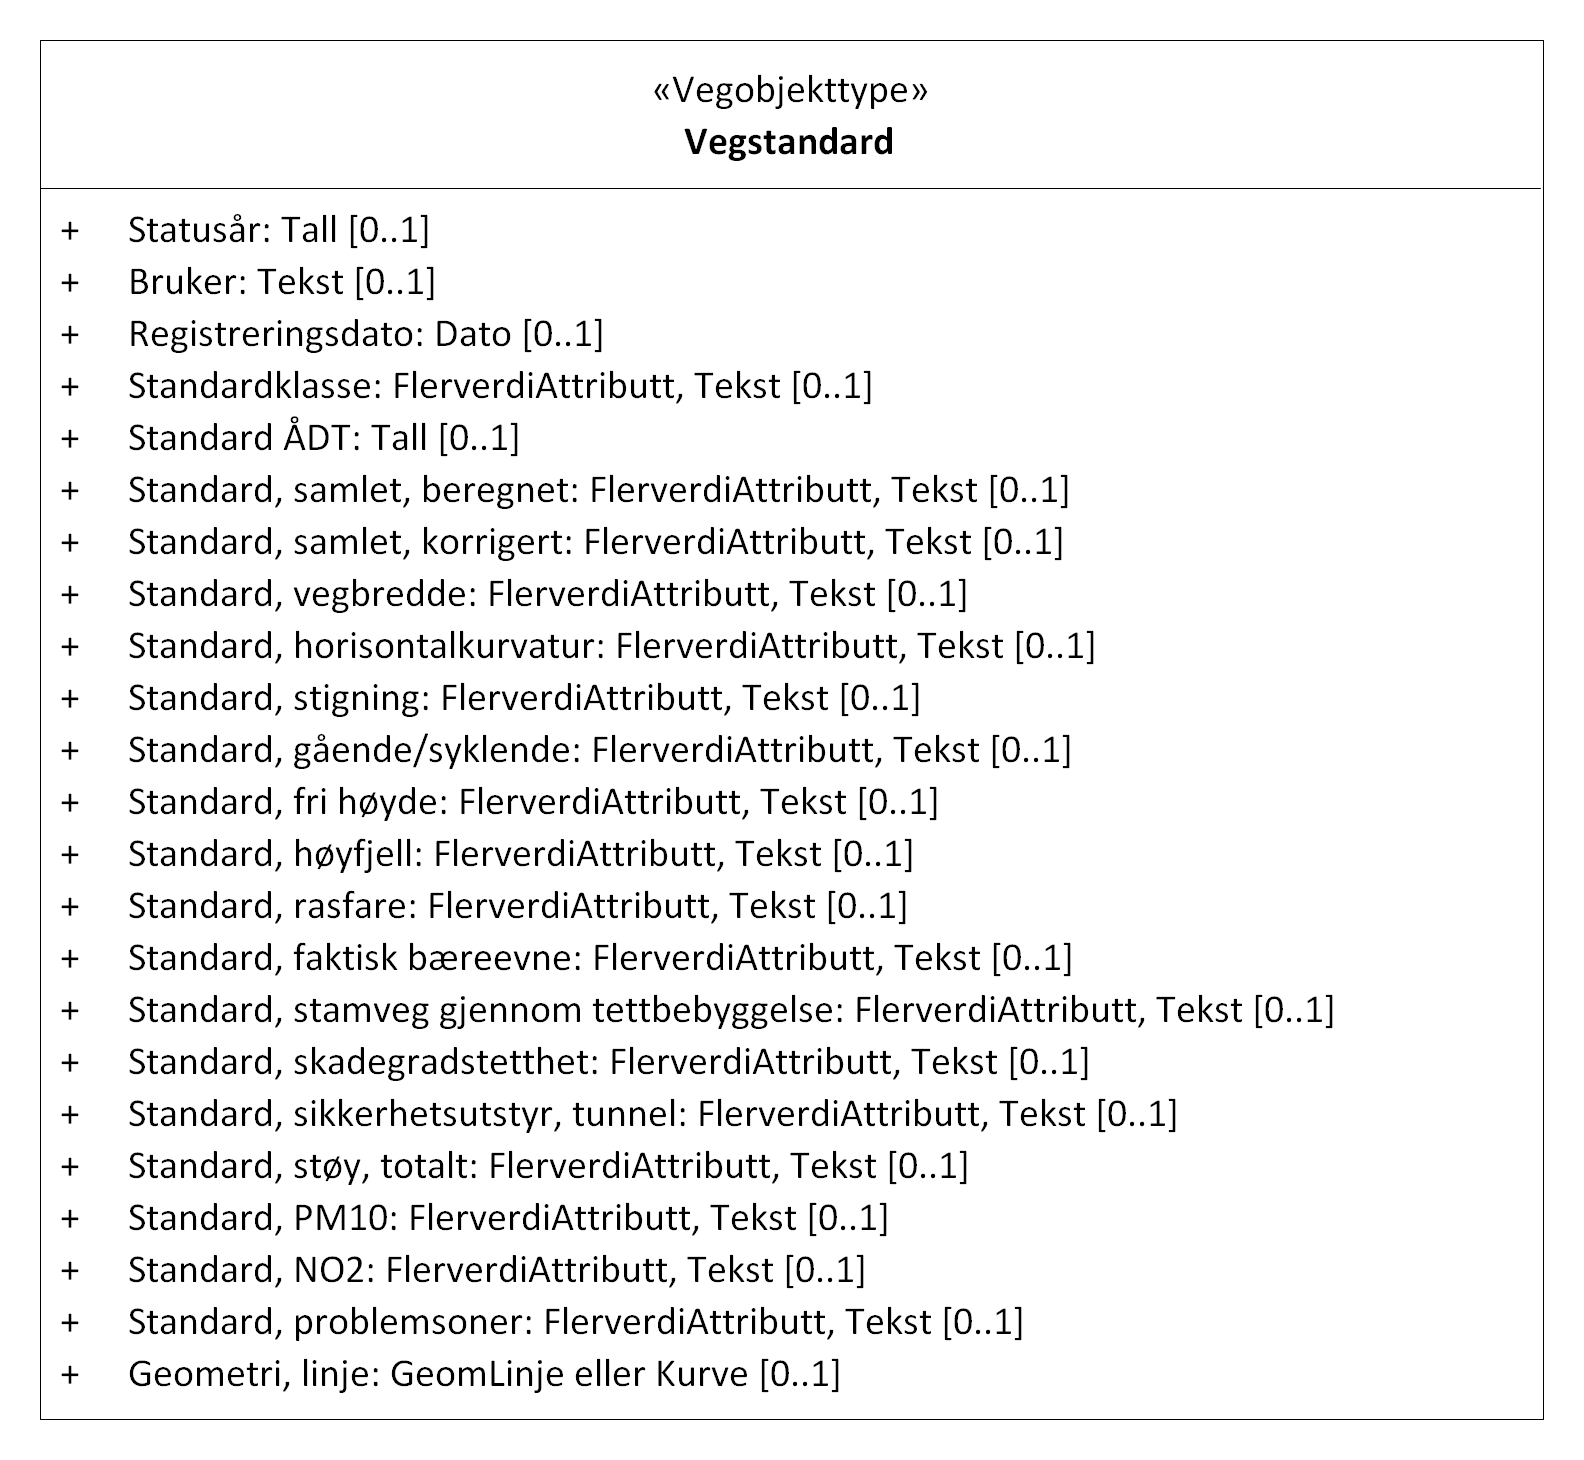 «Vegobjekttype»
Vegstandard
+ Statusår: Tall [0..1]
+ Bruker: Tekst [0..1]
+ Registreringsdato: Dato [0..1]
+ Standardklasse: FlerverdiAttributt, Tekst [0..1]
+ Standard ÅDT: Tall [0..1]
+ Standard, samlet, beregnet: FlerverdiAttributt, Tekst [0..1]
+ Standard, samlet, korrigert: FlerverdiAttributt, Tekst [0..1]
+ Standard, vegbredde: FlerverdiAttributt, Tekst [0..1]
+ Standard, horisontalkurvatur: FlerverdiAttributt, Tekst [0..1]
+ Standard, stigning: FlerverdiAttributt, Tekst [0..1]
+ Standard, gående/syklende: FlerverdiAttributt, Tekst [0..1]
+ Standard, fri høyde: FlerverdiAttributt, Tekst [0..1]
+ Standard, høyfjell: FlerverdiAttributt, Tekst [0..1]
+ Standard, rasfare: FlerverdiAttributt, Tekst [0..1]
+ Standard, faktisk bæreevne: FlerverdiAttributt, Tekst [0..1]
+ Standard, stamveg gjennom tettbebyggelse: FlerverdiAttributt, Tekst [0..1]
+ Standard, skadegradstetthet: FlerverdiAttributt, Tekst [0..1]
+ Standard, sikkerhetsutstyr, tunnel: FlerverdiAttributt, Tekst [0..1]
+ Standard, støy, totalt: FlerverdiAttributt, Tekst [0..1]
+ Standard, PM10: FlerverdiAttributt, Tekst [0..1]
+ Standard, NO2: FlerverdiAttributt, Tekst [0..1]
+ Standard, problemsoner: FlerverdiAttributt, Tekst [0..1]
+ Geometri, linje: GeomLinje eller Kurve [0..1]